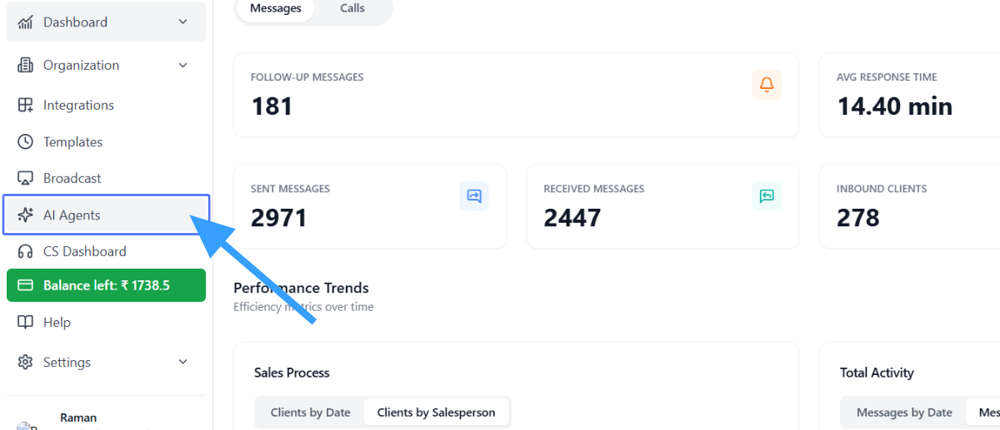 Dashboard
Organization
Integrations
Templates
Broadcast
AI Agents
CS Dashboard
Balance left: ₹ 1738.5
Help
Settings
Raman
Messages
Calls
FOLLOW-UP MESSAGES
181
AVG RESPONSE TIME
14.40 min
SENT MESSAGES
2971
RECEIVED MESSAGES
2447
INBOUND CLIENTS
278
Performance Trends
Efficiency metrics over time
Sales Process
Clients by Date
Clients by Salesperson
Total Activity
Messages by Date
Mes